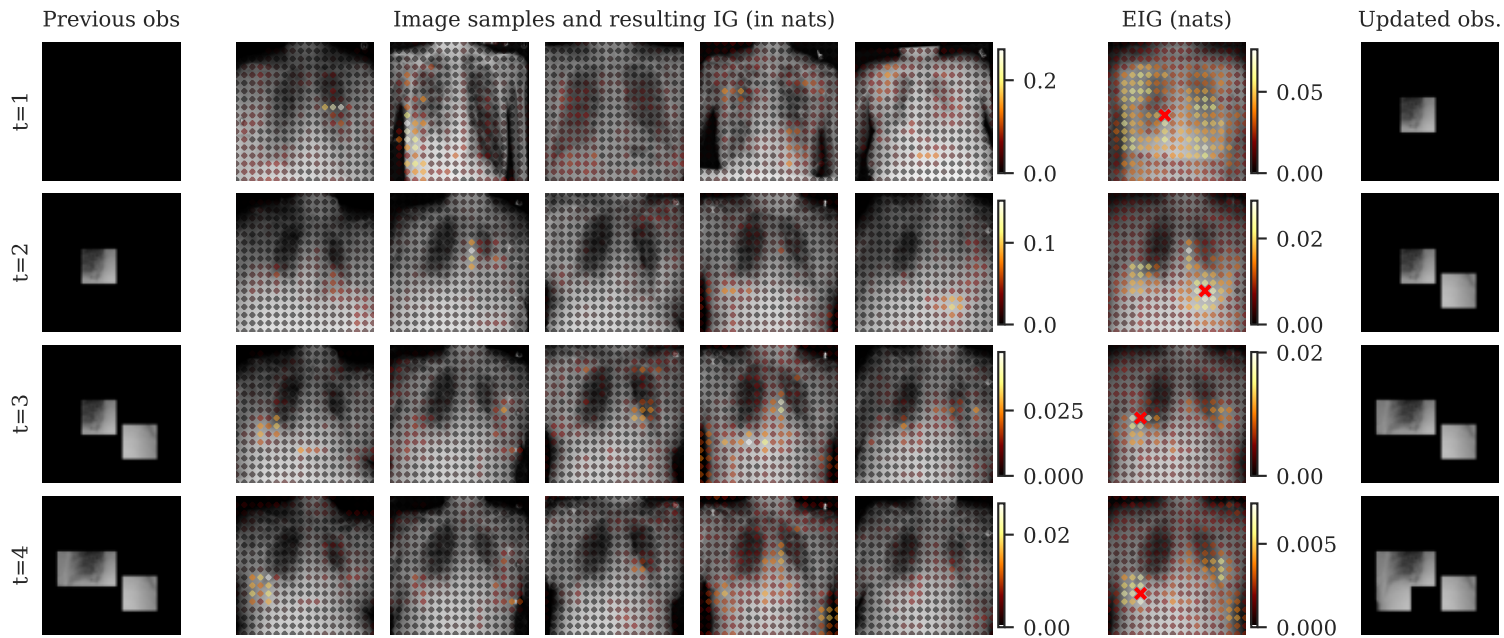 Previous obs
Image samples and resulting IG (in nats)
EIG (nats)
Updated obs.
t=1
0.2
0.0
0.05
0.00
t=2
0.1
0.0
0.02
0.00
t=3
0.025
0.000
0.02
0.00
t=4
0.02
0.00
0.005
0.000